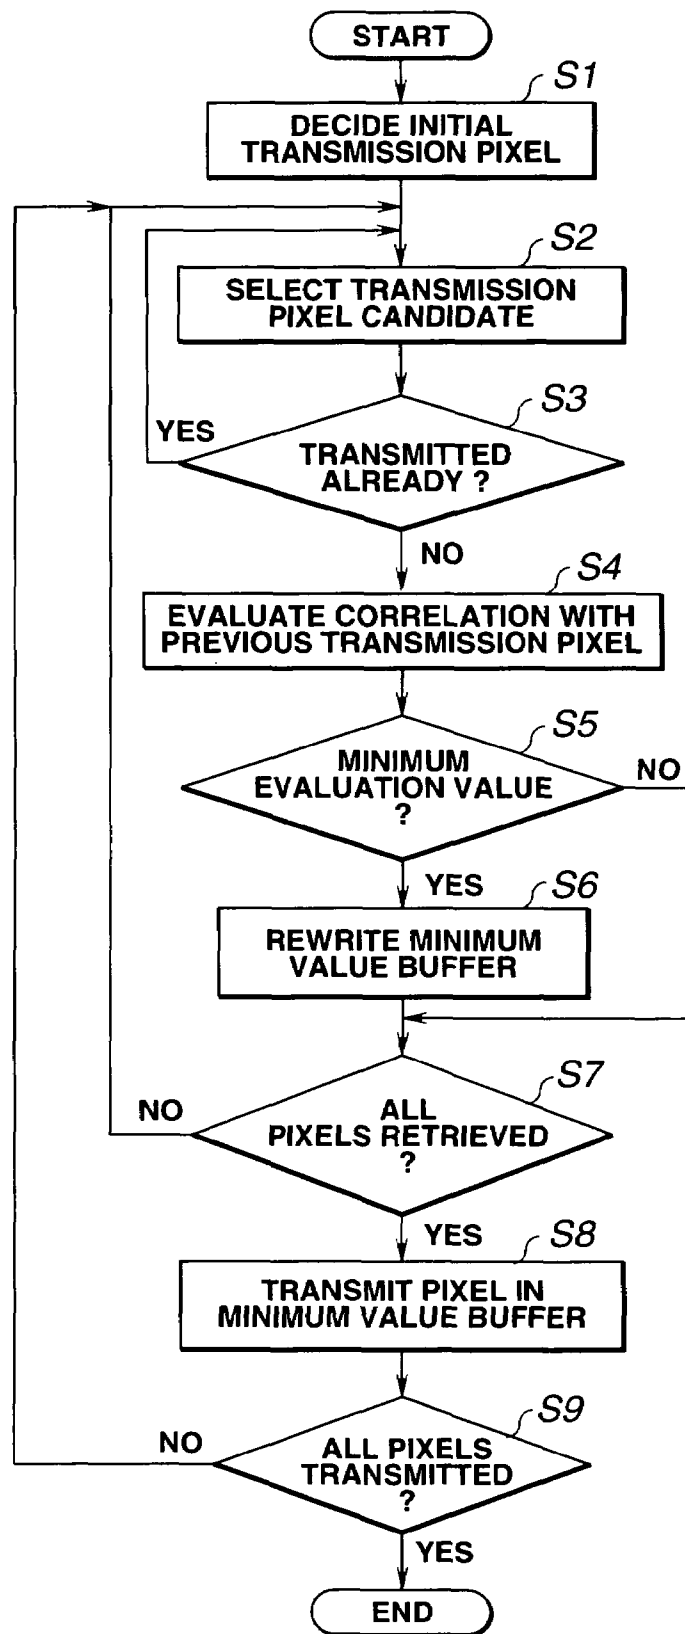 START
S1
DECIDE INITIAL
TRANSMISSION PIXEL
S2
SELECT TRANSMISSION
PIXEL CANDIDATE
S3
YES
TRANSMITTED
ALREADY ?
NO
S4
EVALUATE CORRELATION WITH
PREVIOUS TRANSMISSION PIXEL
S5
MINIMUM
EVALUATION VALUE
?
NO
YES
S6
REWRITE MINIMUM
VALUE BUFFER
S7
NO
ALL
PIXELS RETRIEVED
?
YES
S8
TRANSMIT PIXEL IN
MINIMUM VALUE BUFFER
S9
NO
ALL PIXELS
TRANSMITTED
?
YES
END